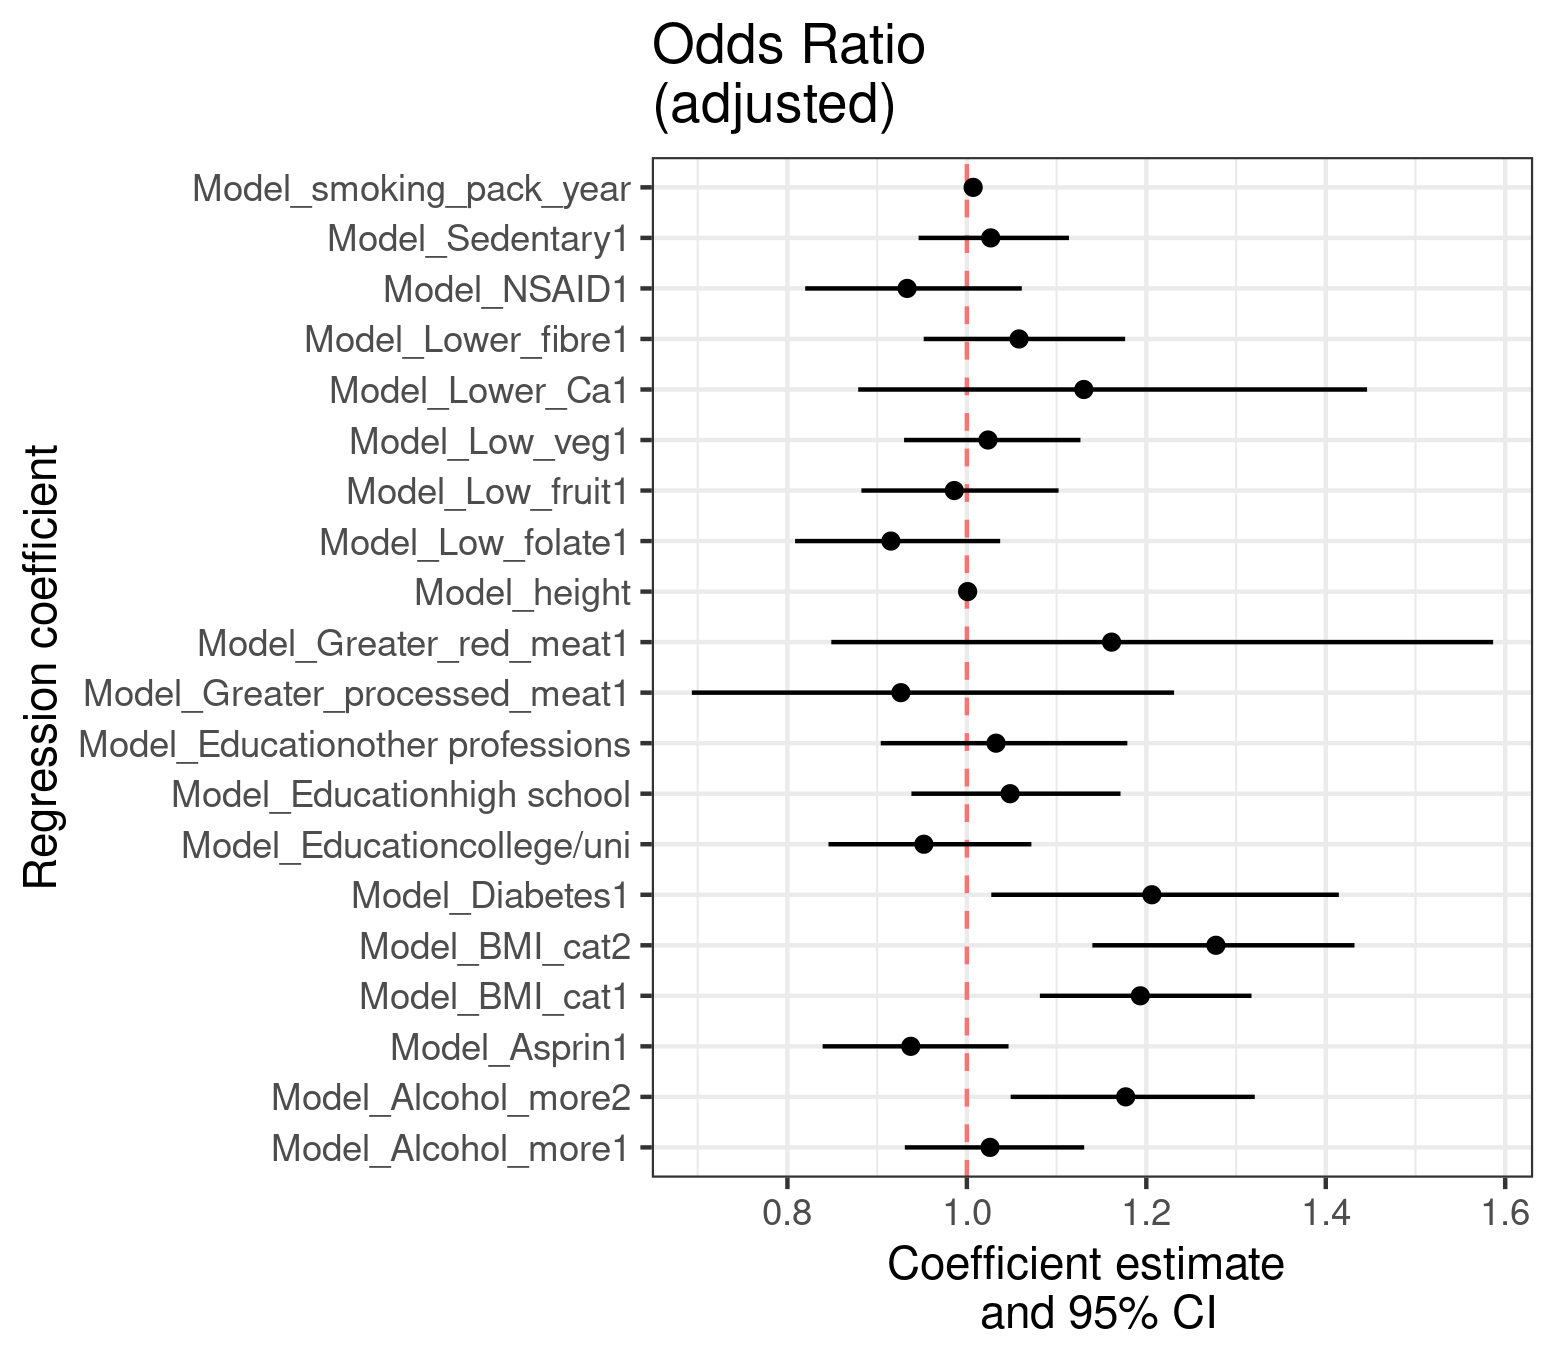 Odds Ratio
(adjusted)
Model_smoking_pack_year
Model_Sedentary1
Model_NSAID1
Model_Lower_fibre1
Model_Lower_Ca1
Model_Low_veg1
Model_Low_fruit1
Model_Low_folate1
Model_height
Model_Greater_red_meat1
Model_Greater_processed_meat1
Model_Educationother professions
Model_Educationhigh school
Model_Educationcollege/uni
Model_Diabetes1
Model_BMI_cat2
Model_BMI_cat1
Model_Asprin1
Model_Alcohol_more2
Model_Alcohol_more1
Regression coefficient
0.8 1.0 1.2 1.4 1.6
Coefficient estimate
and 95% CI